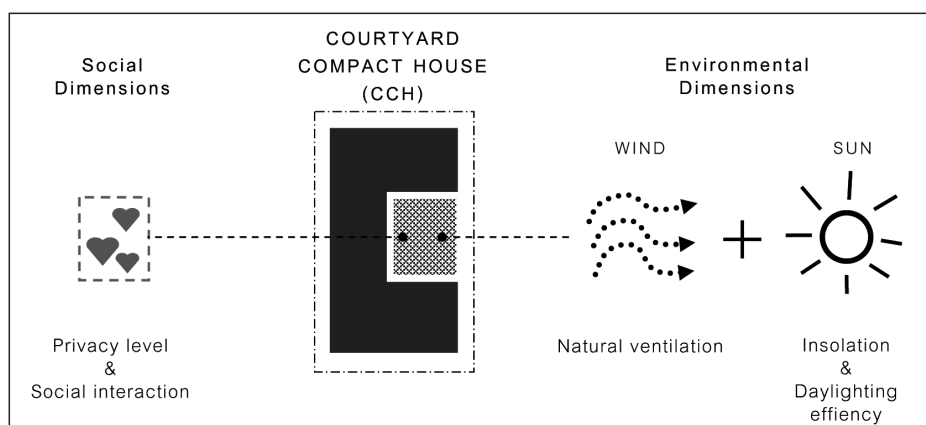 Social
Dimensions
COURTYARD
COMPACT HOUSE
(CCH)
Environmental
Dimensions
WIND
SUN
Privacy level
&
Social interaction
Natural ventilation
Insolation
&
Daylighting
effiency